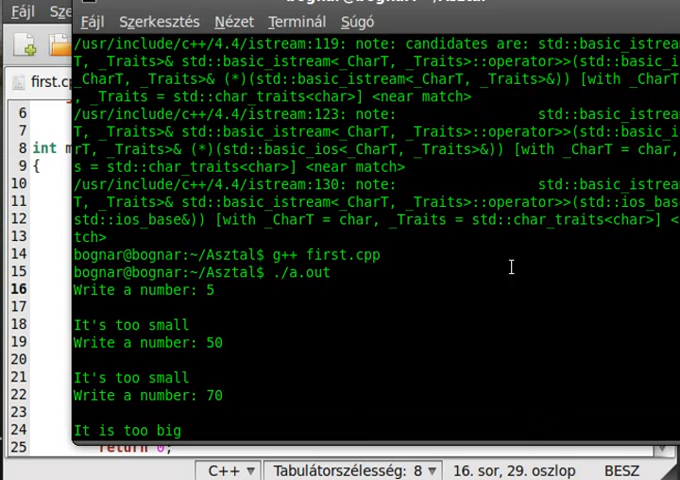 bognar@bognar: ~/Asztal
Fájl Sze
Fájl Szerkesztés Nézet Terminál Súgó
/usr/include/c++/4.4/istream:119: note: candidates are: std::basic_istrea
T, _Traits>& std::basic_istream<_CharT, _Traits>::operator>>(std::basic_i
_CharT, _Traits>& (*)(std::basic_istream<_CharT, _Traits>&)) [with _CharT
, _Traits = std::char_traits<char>] <near match>
/usr/include/c++/4.4/istream:123: note: std::basic_istrea
T, _Traits>& std::basic_istream<_CharT, _Traits>::operator>>(std::basic_i
rT, _Traits>& (*)(std::basic_ios<_CharT, _Traits>&)) [with _CharT = char,
s = std::char_traits<char>] <near match>
/usr/include/c++/4.4/istream:130: note: std::basic_istrea
T, _Traits>& std::basic_istream<_CharT, _Traits>::operator>>(std::ios_bas
std::ios_base&)) [with _CharT = char, _Traits = std::char_traits<char>] <
tch>
bognar@bognar:~/Asztal$ g++ first.cpp
bognar@bognar:~/Asztal$ ./a.out
Write a number: 5
It's too small
Write a number: 50
It's too small
Write a number: 70
It is too big
first.cp
6
7
8 int m
9 {
10
11
12
13
14
15
16
17
18
19
20
21
22
23
24
25 return 0;
C++ Tabulátorszélesség: 8 16. sor, 29. oszlop BESZ